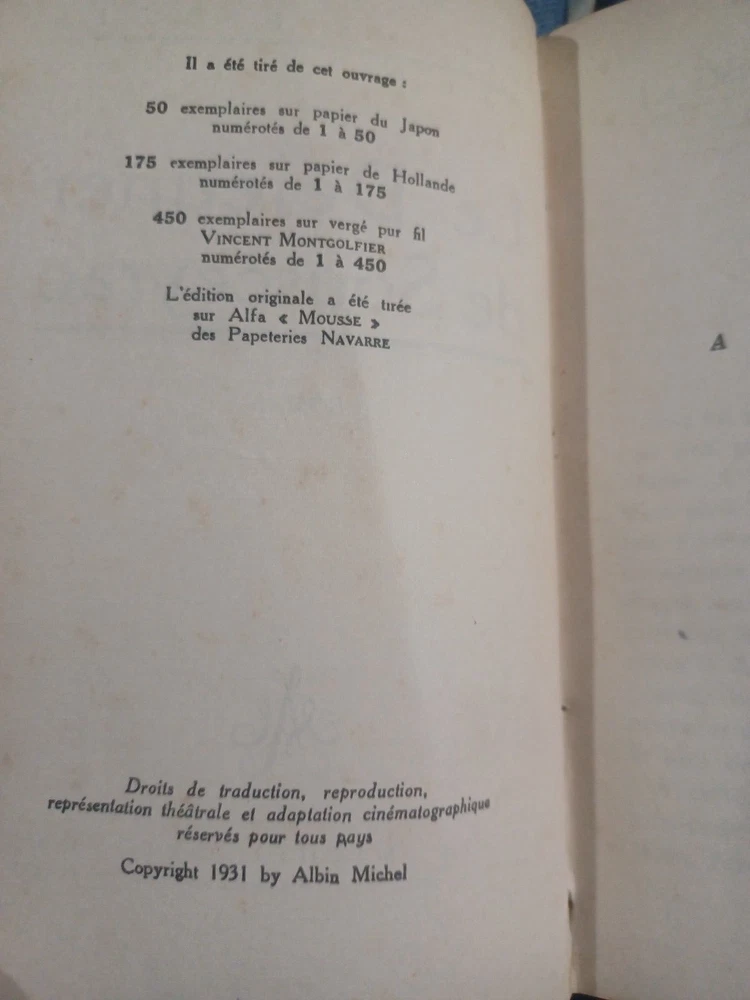 Il a été tiré de cet ouvrage :
50 exemplaires sur papier du Japon
numérotés de 1 à 50
175 exemplaires sur papier de Hollande
numérotés de 1 à 175
450 exemplaires sur vergé pur fil
VINCENT MONTGOLFIER
numérotés de 1 à 450
L'édition originale a été tirée
sur Alfa « MOUSSE »
des Papeteries NAVARRE
Droits de traduction, reproduction,
représentation théâtrale et adaptation cinématographique
réservés pour tous pays
Copyright 1931 by Albin Michel
A